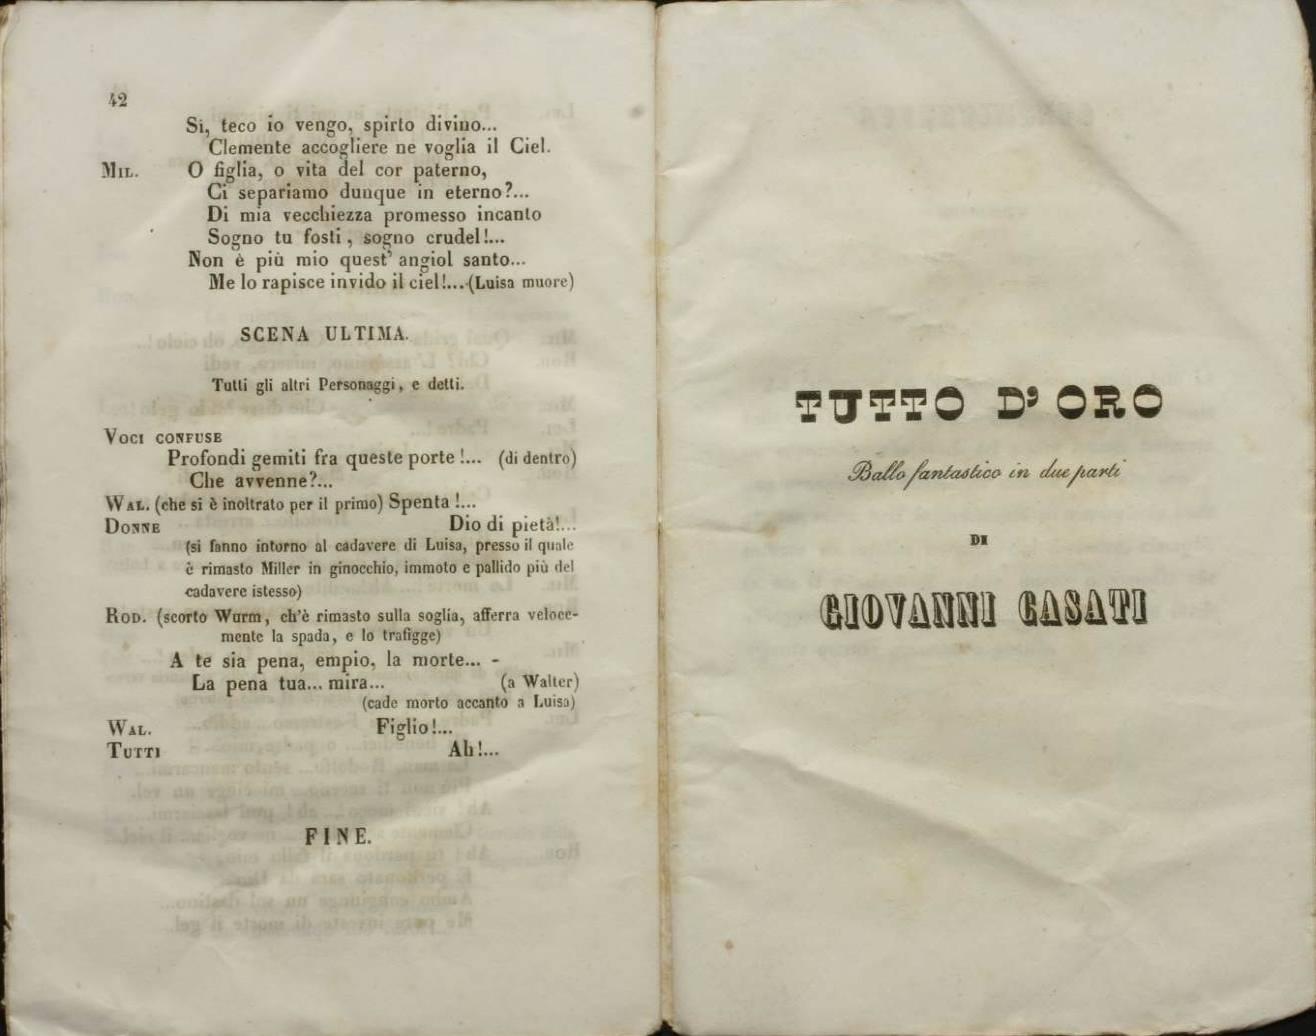 42
Si, teco io vengo, spirto divino...
Clemente accogliere ne voglia il Ciel.
MIL. O figlia, o vita del cor paterno,
Ci separiamo dunque in eterno?...
Di mia vecchiezza promesso incanto
Sogno tu fosti, sogno crudel!...
Non è più mio quest' angiol santo...
Me lo rapisce invido il ciel!... (Luisa muore)
SCENA ULTIMA.
Tutti gli altri Personaggi, e detti.
VOCI CONFUSE
Profondi gemiti fra queste porte!... (di dentro)
Che avvenne?...
WAL. (che si è inoltrato per il primo) Spenta!...
DONNE Dio di pietà!...
(si fanno intorno al cadavere di Luisa, presso il quale
è rimasto Miller in ginocchio, immoto e pallido più del
cadavere istesso)
ROD. (scorto Wurm, ch'è rimasto sulla soglia, afferra veloce-
mente la spada, e lo trafigge)
A te sia pena, empio, la morte... -
La pena tua... mira... (a Walter)
(cade morto accanto a Luisa)
WAL. Figlio!...
TUTTI Ah!...
FINE.
TUTTO D' ORO
Ballo fantastico in due parti
DI
GIOVANNI CASATI